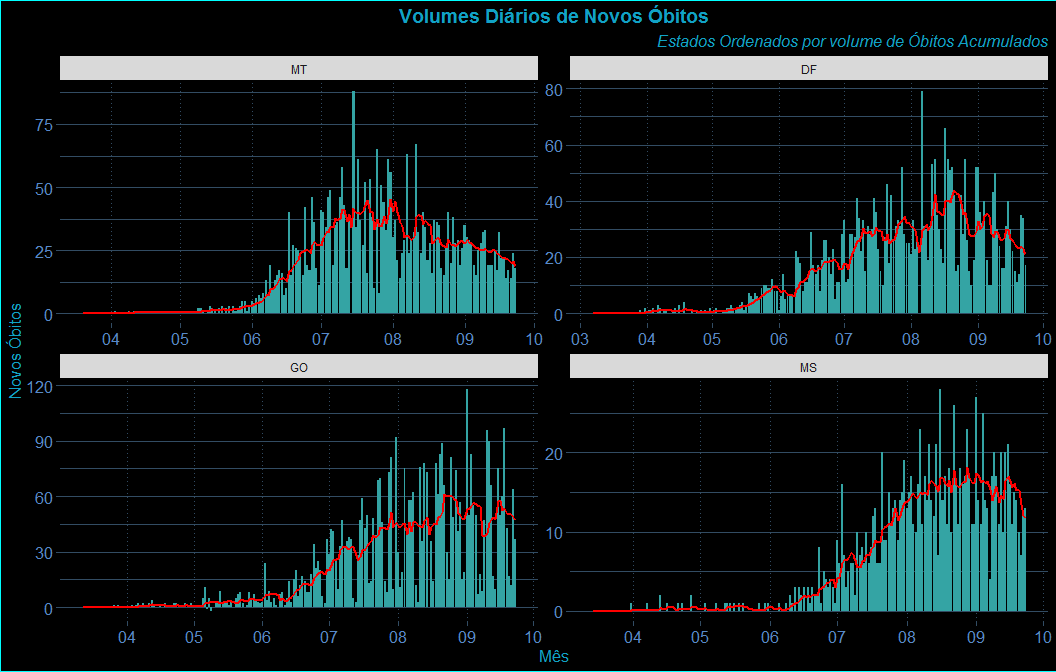 Volumes Diários de Novos Óbitos
Estados Ordenados por volume de Óbitos Acumulados
MT
DF
75
50
25
0
80
60
40
20
0
04 05 06 07 08 09 10
03 04 05 06 07 08 09 10
Novos Óbitos
GO
MS
120
90
60
30
0
20
10
0
04 05 06 07 08 09 10
04 05 06 07 08 09 10
Mês